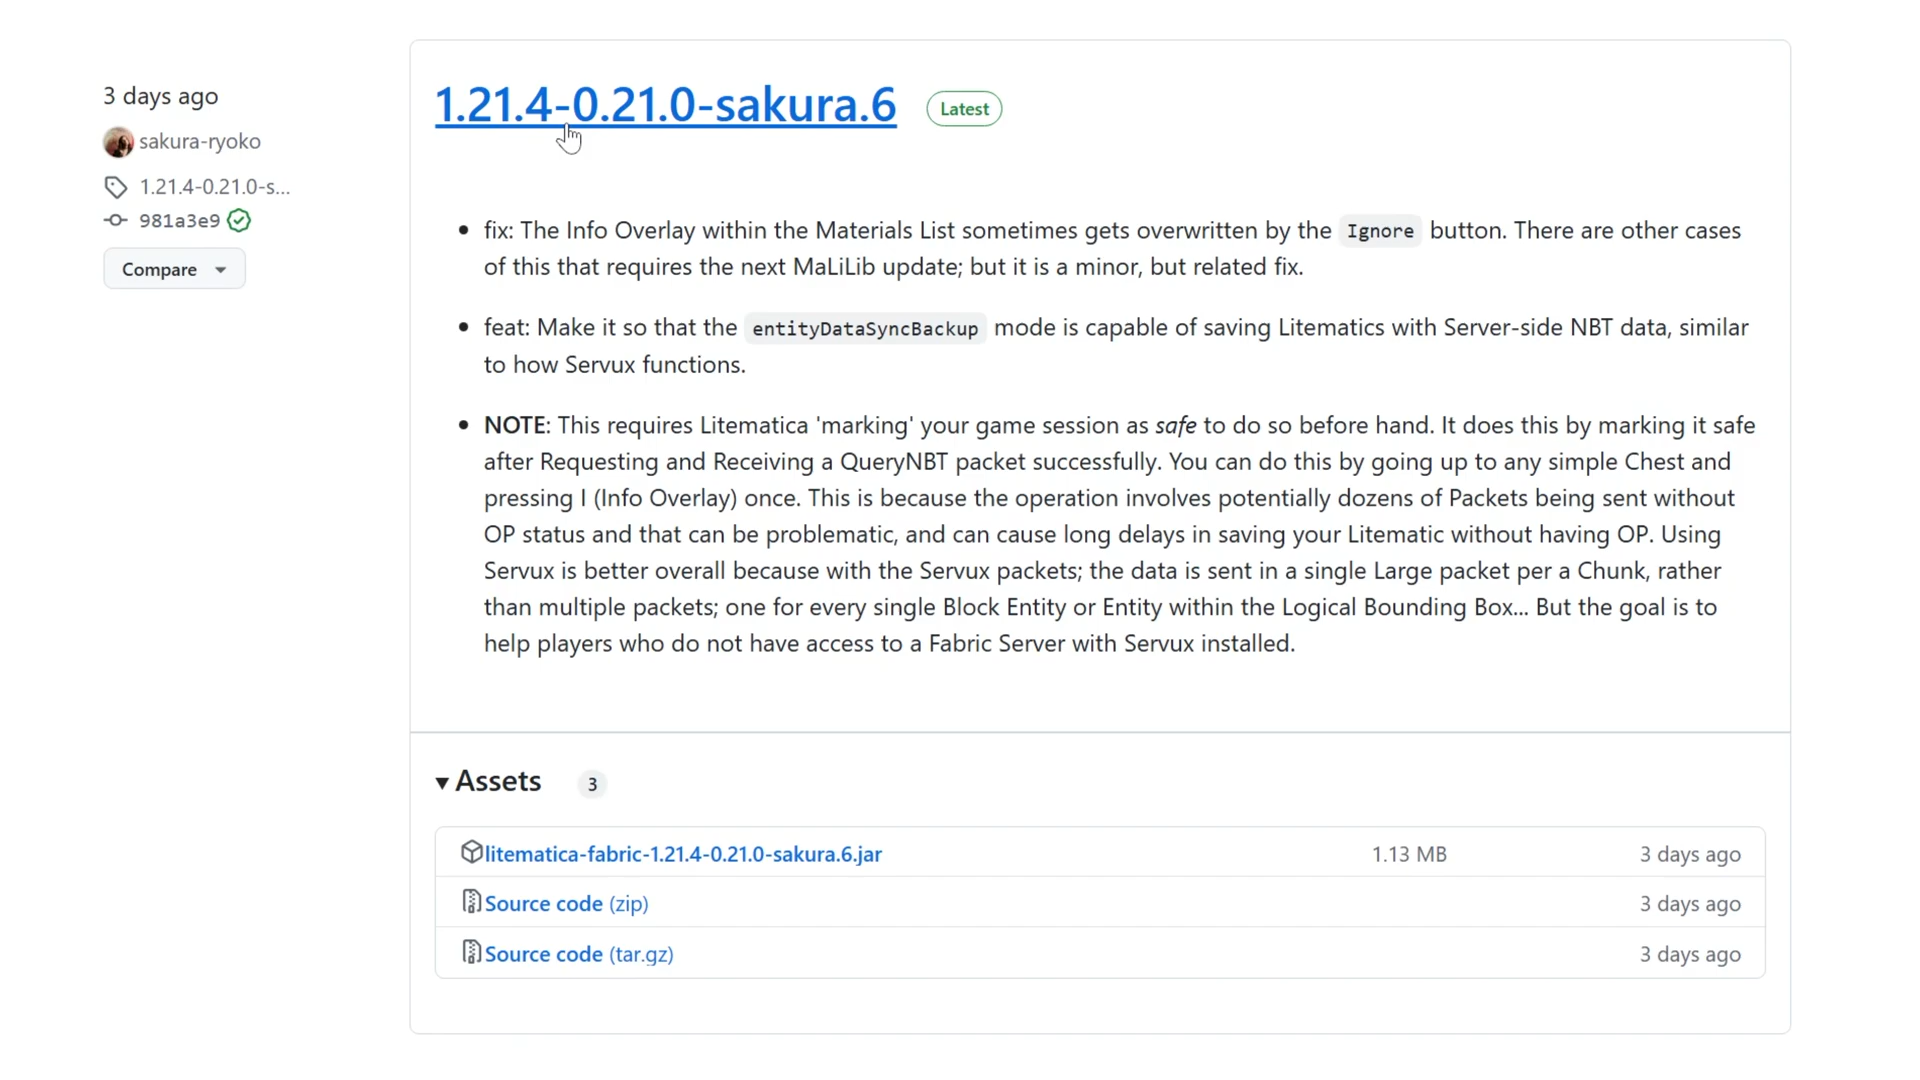 3 days ago
sakura-ryoko
1.21.4-0.21.0-s...
981a3e9
Compare
1.21.4-0.21.0-sakura.6
Latest
fix: The Info Overlay within the Materials List sometimes gets overwritten by the Ignore button. There are other cases
of this that requires the next MaLiLib update; but it is a minor, but related fix.
feat: Make it so that the entityDataSyncBackup mode is capable of saving Litematics with Server-side NBT data, similar
to how Servux functions.
NOTE: This requires Litematica 'marking' your game session as safe to do so before hand. It does this by marking it safe
after Requesting and Receiving a QueryNBT packet successfully. You can do this by going up to any simple Chest and
pressing I (Info Overlay) once. This is because the operation involves potentially dozens of Packets being sent without
OP status and that can be problematic, and can cause long delays in saving your Litematic without having OP. Using
Servux is better overall because with the Servux packets; the data is sent in a single Large packet per a Chunk, rather
than multiple packets; one for every single Block Entity or Entity within the Logical Bounding Box... But the goal is to
help players who do not have access to a Fabric Server with Servux installed.
Assets 3
litematica-fabric-1.21.4-0.21.0-sakura.6.jar 1.13 MB 3 days ago
Source code (zip) 3 days ago
Source code (tar.gz) 3 days ago